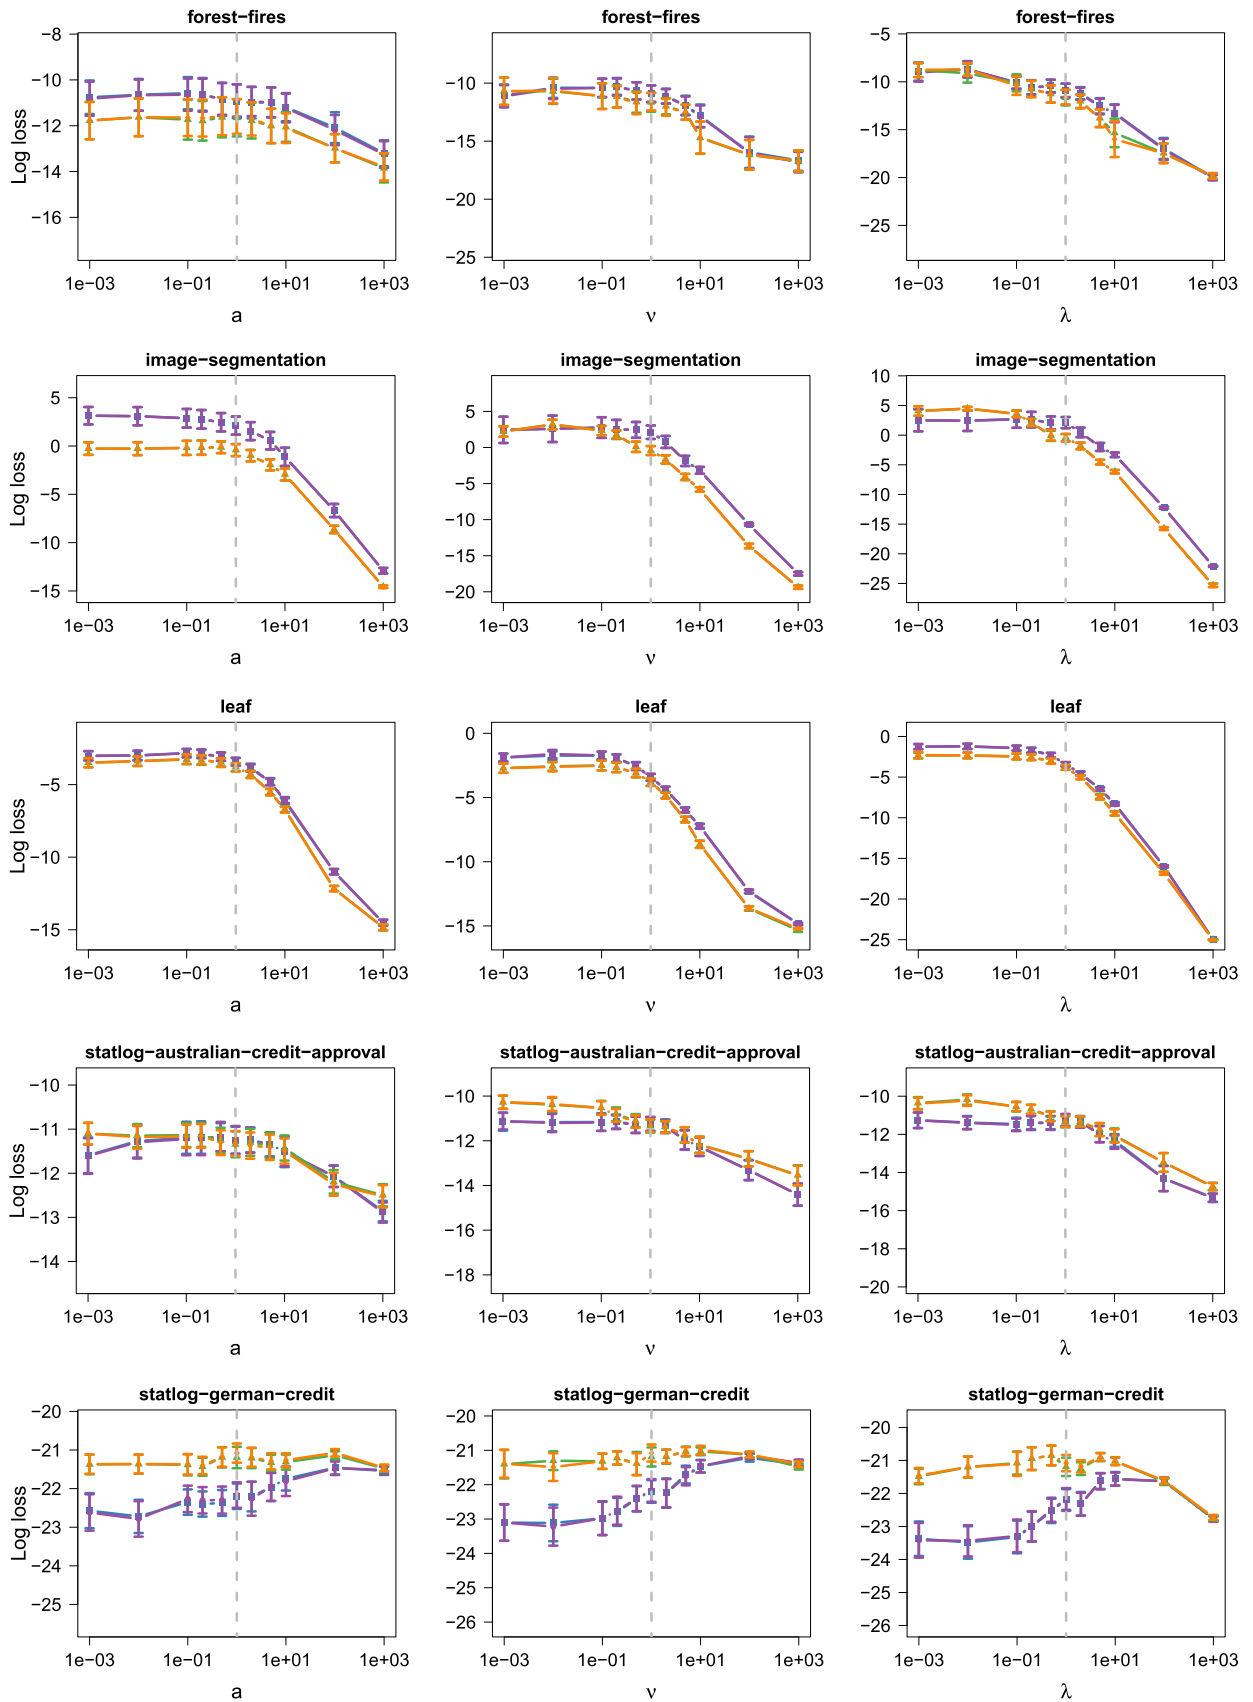 forest−fires forest−fires forest−fires
−8 −10 −12 −14 −16 −10 −15 −20 −25 −5 −10 −15 −20 −25
Log loss
1e−03 1e−01 1e+01 1e+03 1e−03 1e−01 1e+01 1e+03 1e−03 1e−01 1e+01 1e+03
a ν λ
image−segmentation image−segmentation image−segmentation
5 0 −5 −10 −15 5 0 −5 −10 −15 −20 10 5 0 −5 −10 −15 −20 −25
Log loss
1e−03 1e−01 1e+01 1e+03 1e−03 1e−01 1e+01 1e+03 1e−03 1e−01 1e+01 1e+03
a ν λ
leaf leaf leaf
−5 −10 −15 0 −5 −10 −15 0 −5 −10 −15 −20 −25
Log loss
1e−03 1e−01 1e+01 1e+03 1e−03 1e−01 1e+01 1e+03 1e−03 1e−01 1e+01 1e+03
a ν λ
statlog−australian−credit−approval statlog−australian−credit−approval statlog−australian−credit−approval
−10 −11 −12 −13 −14 −10 −12 −14 −16 −18 −10 −12 −14 −16 −18 −20
Log loss
1e−03 1e−01 1e+01 1e+03 1e−03 1e−01 1e+01 1e+03 1e−03 1e−01 1e+01 1e+03
a ν λ
statlog−german−credit statlog−german−credit statlog−german−credit
−20 −21 −22 −23 −24 −25 −20 −21 −22 −23 −24 −25 −26 −20 −21 −22 −23 −24 −25 −26
Log loss
1e−03 1e−01 1e+01 1e+03 1e−03 1e−01 1e+01 1e+03 1e−03 1e−01 1e+01 1e+03
a ν λ